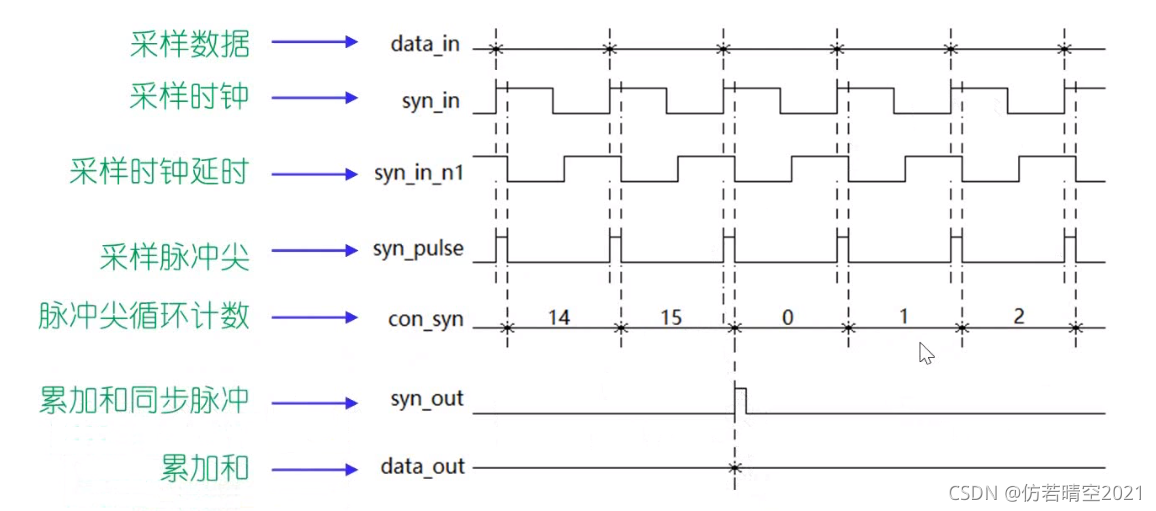 采样数据 data_in
采样时钟 syn_in
采样时钟延时 syn_in_n1
采样脉冲尖 syn_pulse
脉冲尖循环计数 con_syn 14 15 0 1 2
累加和同步脉冲 syn_out
累加和 data_out
CSDN @仿若晴空2021